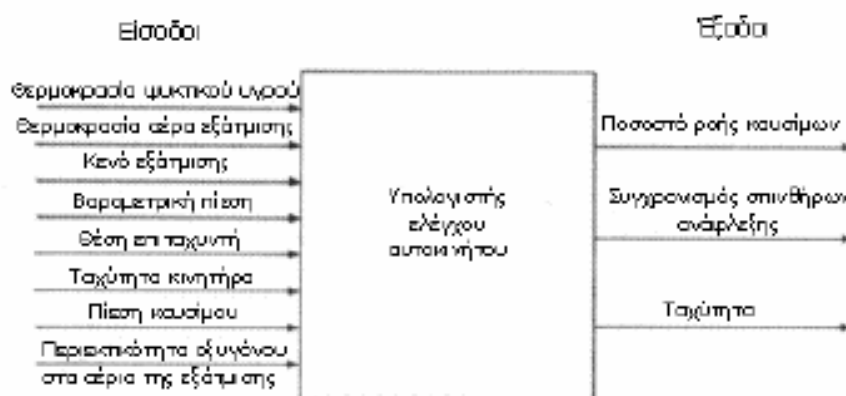 Είσοδοι
Έξοδοι
Θερμοκρασία ψυκτικού υγρού
Θερμοκρασία αέρα εξάτμισης
Κενό εξάτμισης
Βαρομετρική πίεση
Θέση επιταχυντή
Ταχύτητα κινητήρα
Πίεση καυσίμου
Περιεκτικότητα οξυγόνου
στα αέρια της εξάτμισης
Υπολογιστής
ελέγχου
αυτοκινήτου
Ποσοστό ροής καυσίμων
Συγχρονισμός σπινθήρων
ανάφλεξης
Ταχύτητα